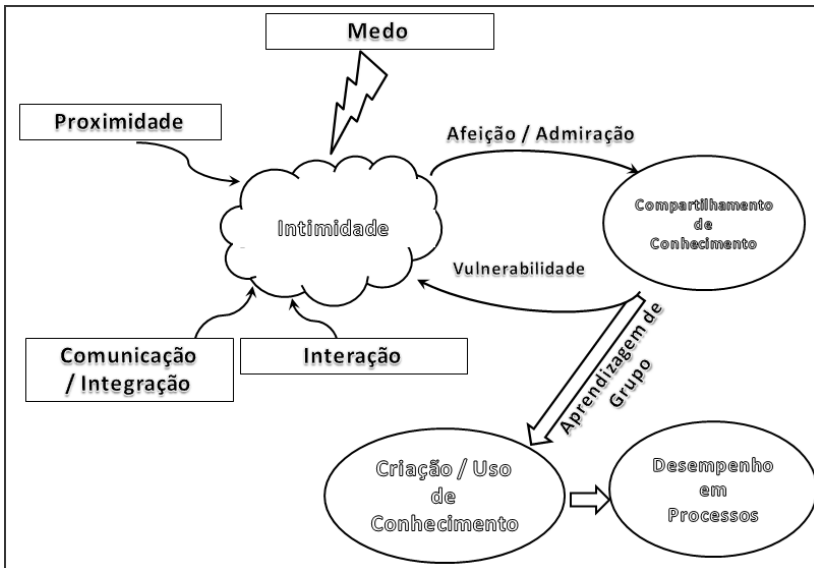 Medo
Proximidade
Afeição / Admiração
Compartilhamento
de
Conhecimento
Intimidade
Vulnerabilidade
Comunicação
/ Integração
Interação
Aprendizagem de
Grupo
Criação / Uso
de
Conhecimento
Desempenho
em
Processos